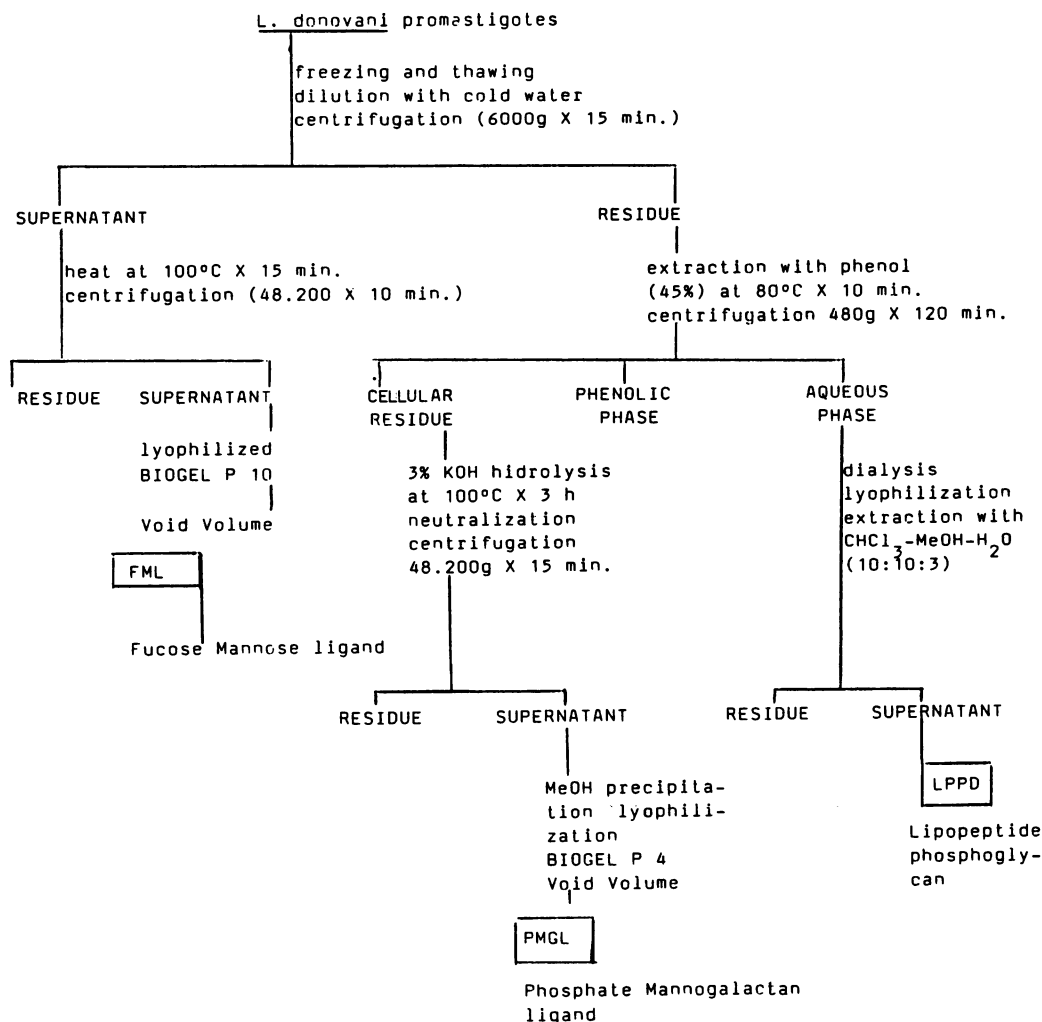 L. donovani promastigotes
freezing and thawing
dilution with cold water
centrifugation (6000g X 15 min.)
SUPERNATANT
heat at 100ºC X 15 min.
centrifugation (48.200 X 10 min.)
RESIDUE
extraction with phenol
(45%) at 80ºC X 10 min.
centrifugation 480g X 120 min.
RESIDUE
SUPERNATANT
lyophilized
BIOGEL P 10
Void Volume
FML
Fucose Mannose ligand
CELLULAR
RESIDUE
3% KOH hidrolysis
at 100ºC X 3 h
neutralization
centrifugation
48.200g X 15 min.
PHENOLIC
PHASE
AQUEOUS
PHASE
dialysis
lyophilization
extraction with
CHCl3-MeOH-H2O
(10:10:3)
RESIDUE
SUPERNATANT
MeOH precipita-
tion lyophili-
zation
BIOGEL P 4
Void Volume
PMGL
Phosphate Mannogalactan
ligand
RESIDUE
SUPERNATANT
LPPD
Lipopeptide
phosphogly-
can